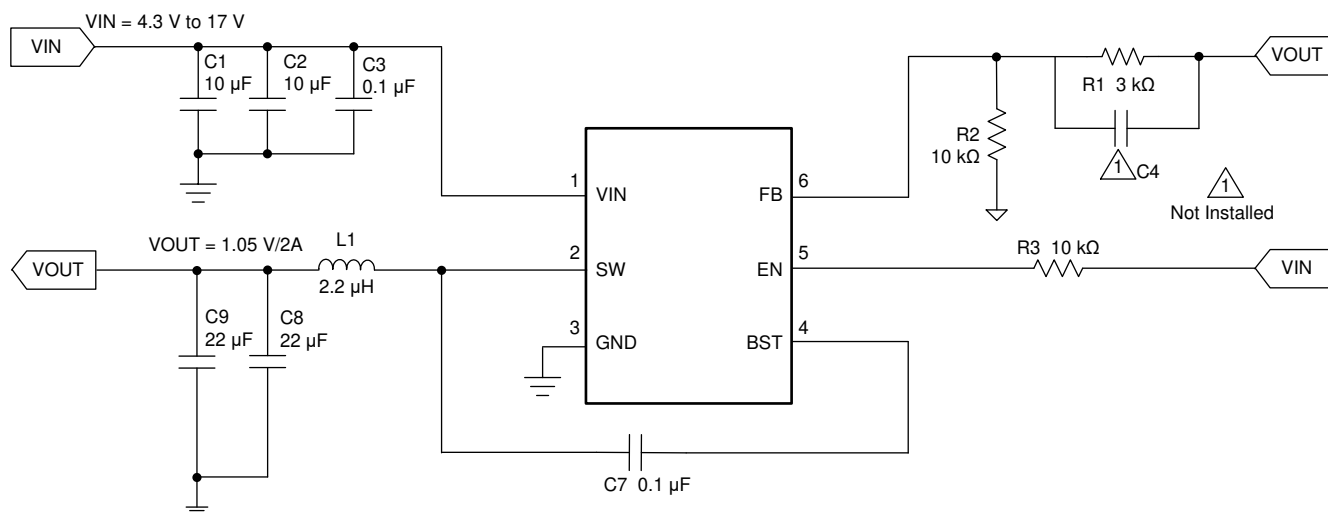 VIN = 4.3 V to 17 V
VIN
C1
10 µF
C2
10 µF
C3
0.1 µF
VOUT
R1 3 kΩ
R2
10 kΩ
1
C4
1
Not Installed
1
VIN
FB
6
VOUT = 1.05 V/2A
L1
2.2 µH
VOUT
2
SW
EN
5
R3 10 kΩ
VIN
C9
22 µF
C8
22 µF
3
GND
BST
4
C7 0.1 µF